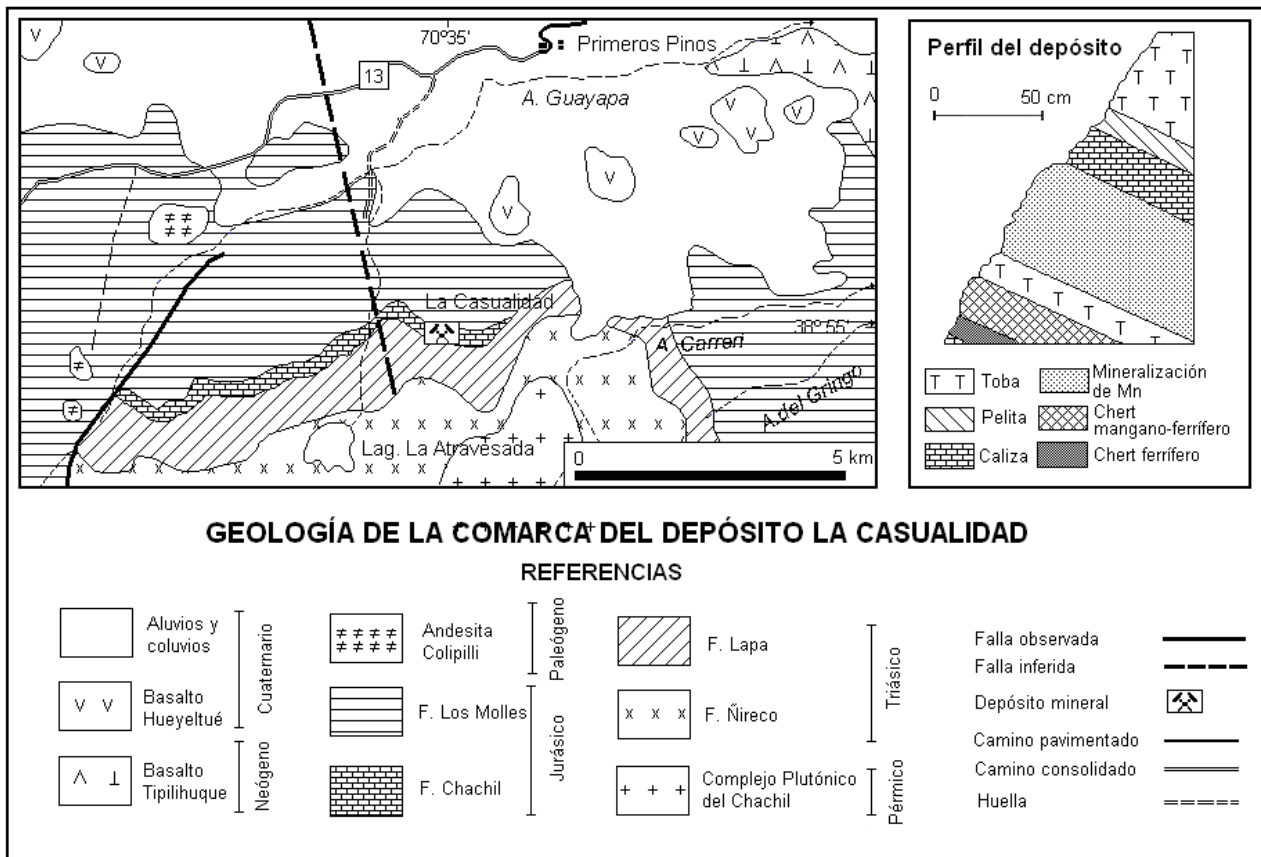 70º35'
Primeros Pinos
13
A. Guayapa
La Casualidad
38º 55'
A. Carreri
A. del Gringo
Lag. La Atravesada
0 5 km
Perfil del depósito
0 50 cm
Toba
Mineralización
de Mn
Pelita
Chert
mangano-ferrífero
Caliza
Chert ferrífero
GEOLOGÍA DE LA COMARCA DEL DEPÓSITO LA CASUALIDAD
REFERENCIAS
Aluvios y
coluvios
Basalto
Hueyeltué
Cuaternario
Basalto
Tipilihuque
Neógeno
Andesita
Colipilli
Paleógeno
F. Los Molles
F. Chachil
Jurásico
F. Lapa
F. Ñireco
Triásico
Complejo Plutónico
del Chachil
Pérmico
Falla observada
Falla inferida
Depósito mineral
Camino pavimentado
Camino consolidado
Huella